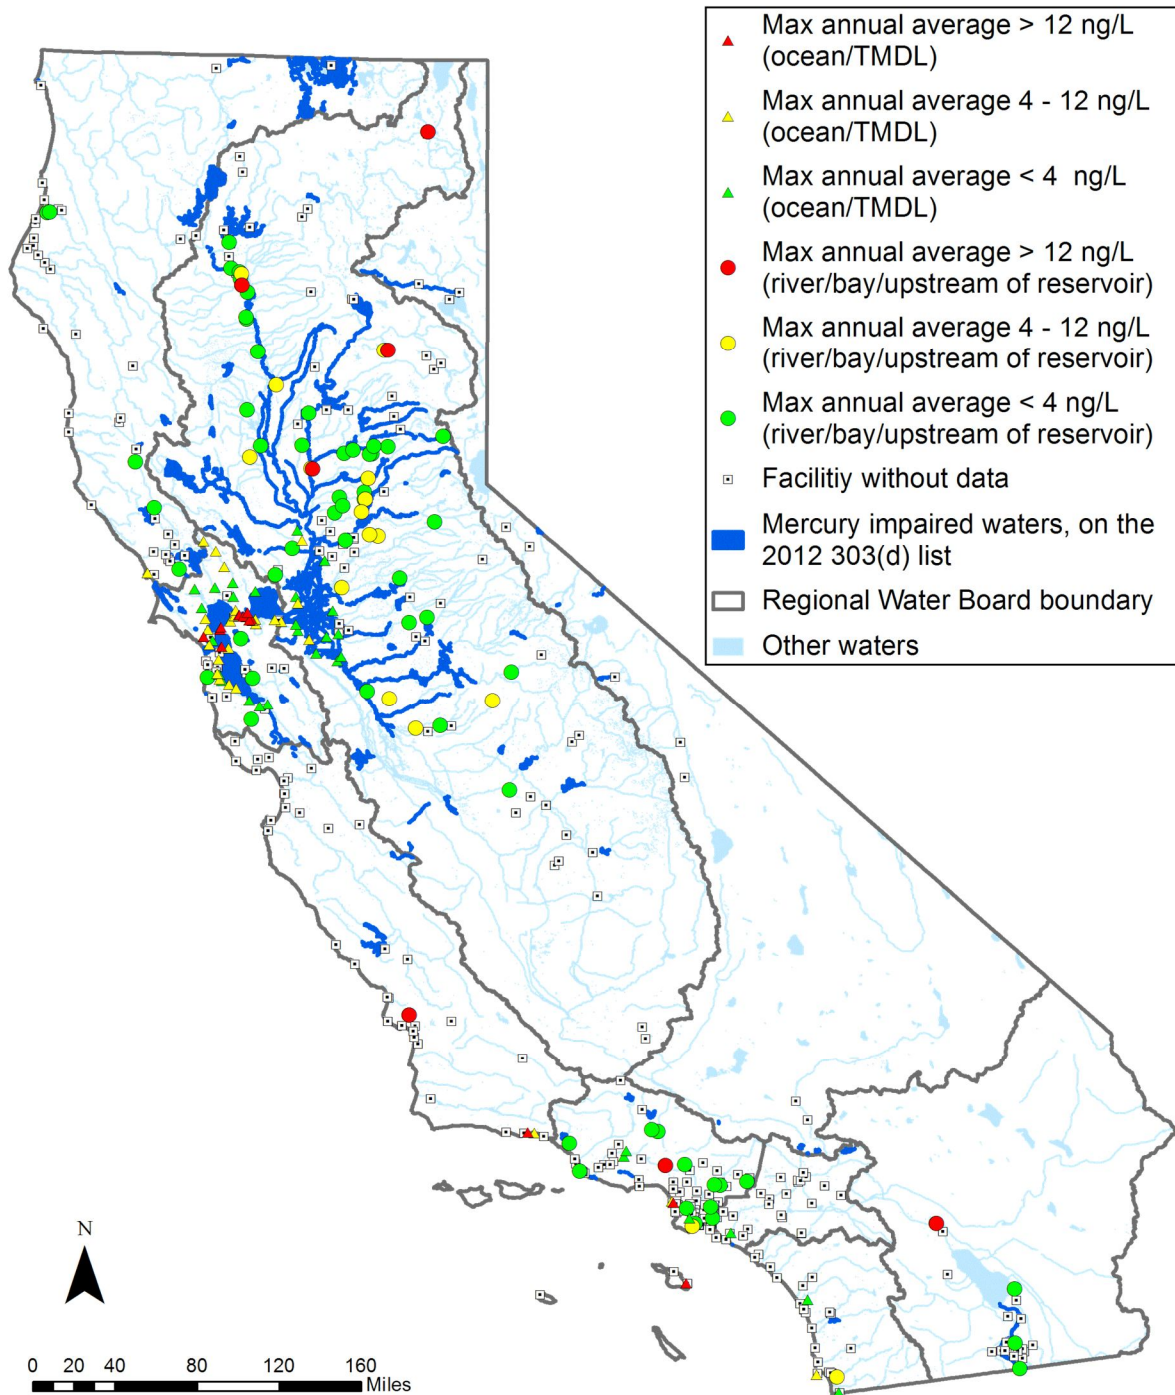 Max annual average > 12 ng/L
(ocean/TMDL)
Max annual average 4 - 12 ng/L
(ocean/TMDL)
Max annual average < 4 ng/L
(ocean/TMDL)
Max annual average > 12 ng/L
(river/bay/upstream of reservoir)
Max annual average 4 - 12 ng/L
(river/bay/upstream of reservoir)
Max annual average < 4 ng/L
(river/bay/upstream of reservoir)
Facilitiy without data
Mercury impaired waters, on the
2012 303(d) list
Regional Water Board boundary
Other waters
N
0 20 40 80 120 160
Miles